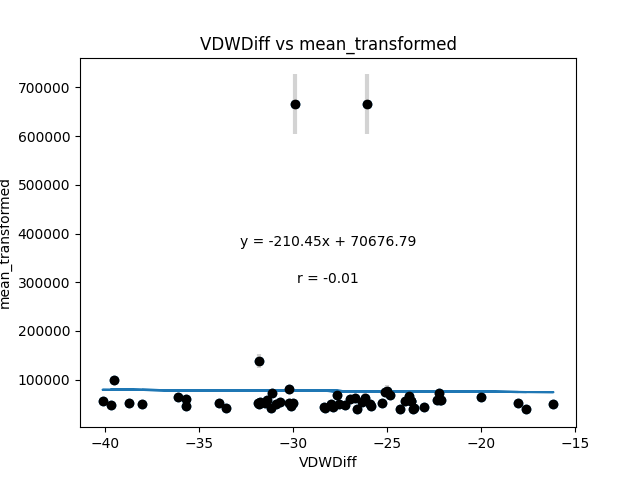 VDWDiff vs mean_transformed
700000
600000
500000
400000
300000
200000
100000
mean_transformed
y = -210.45x + 70676.79
r = -0.01
−40 −35 −30 −25 −20 −15
VDWDiff